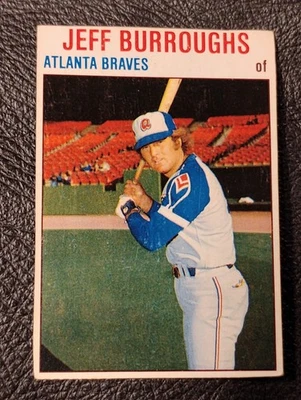 JEFF BURROUGHS
ATLANTA BRAVES of